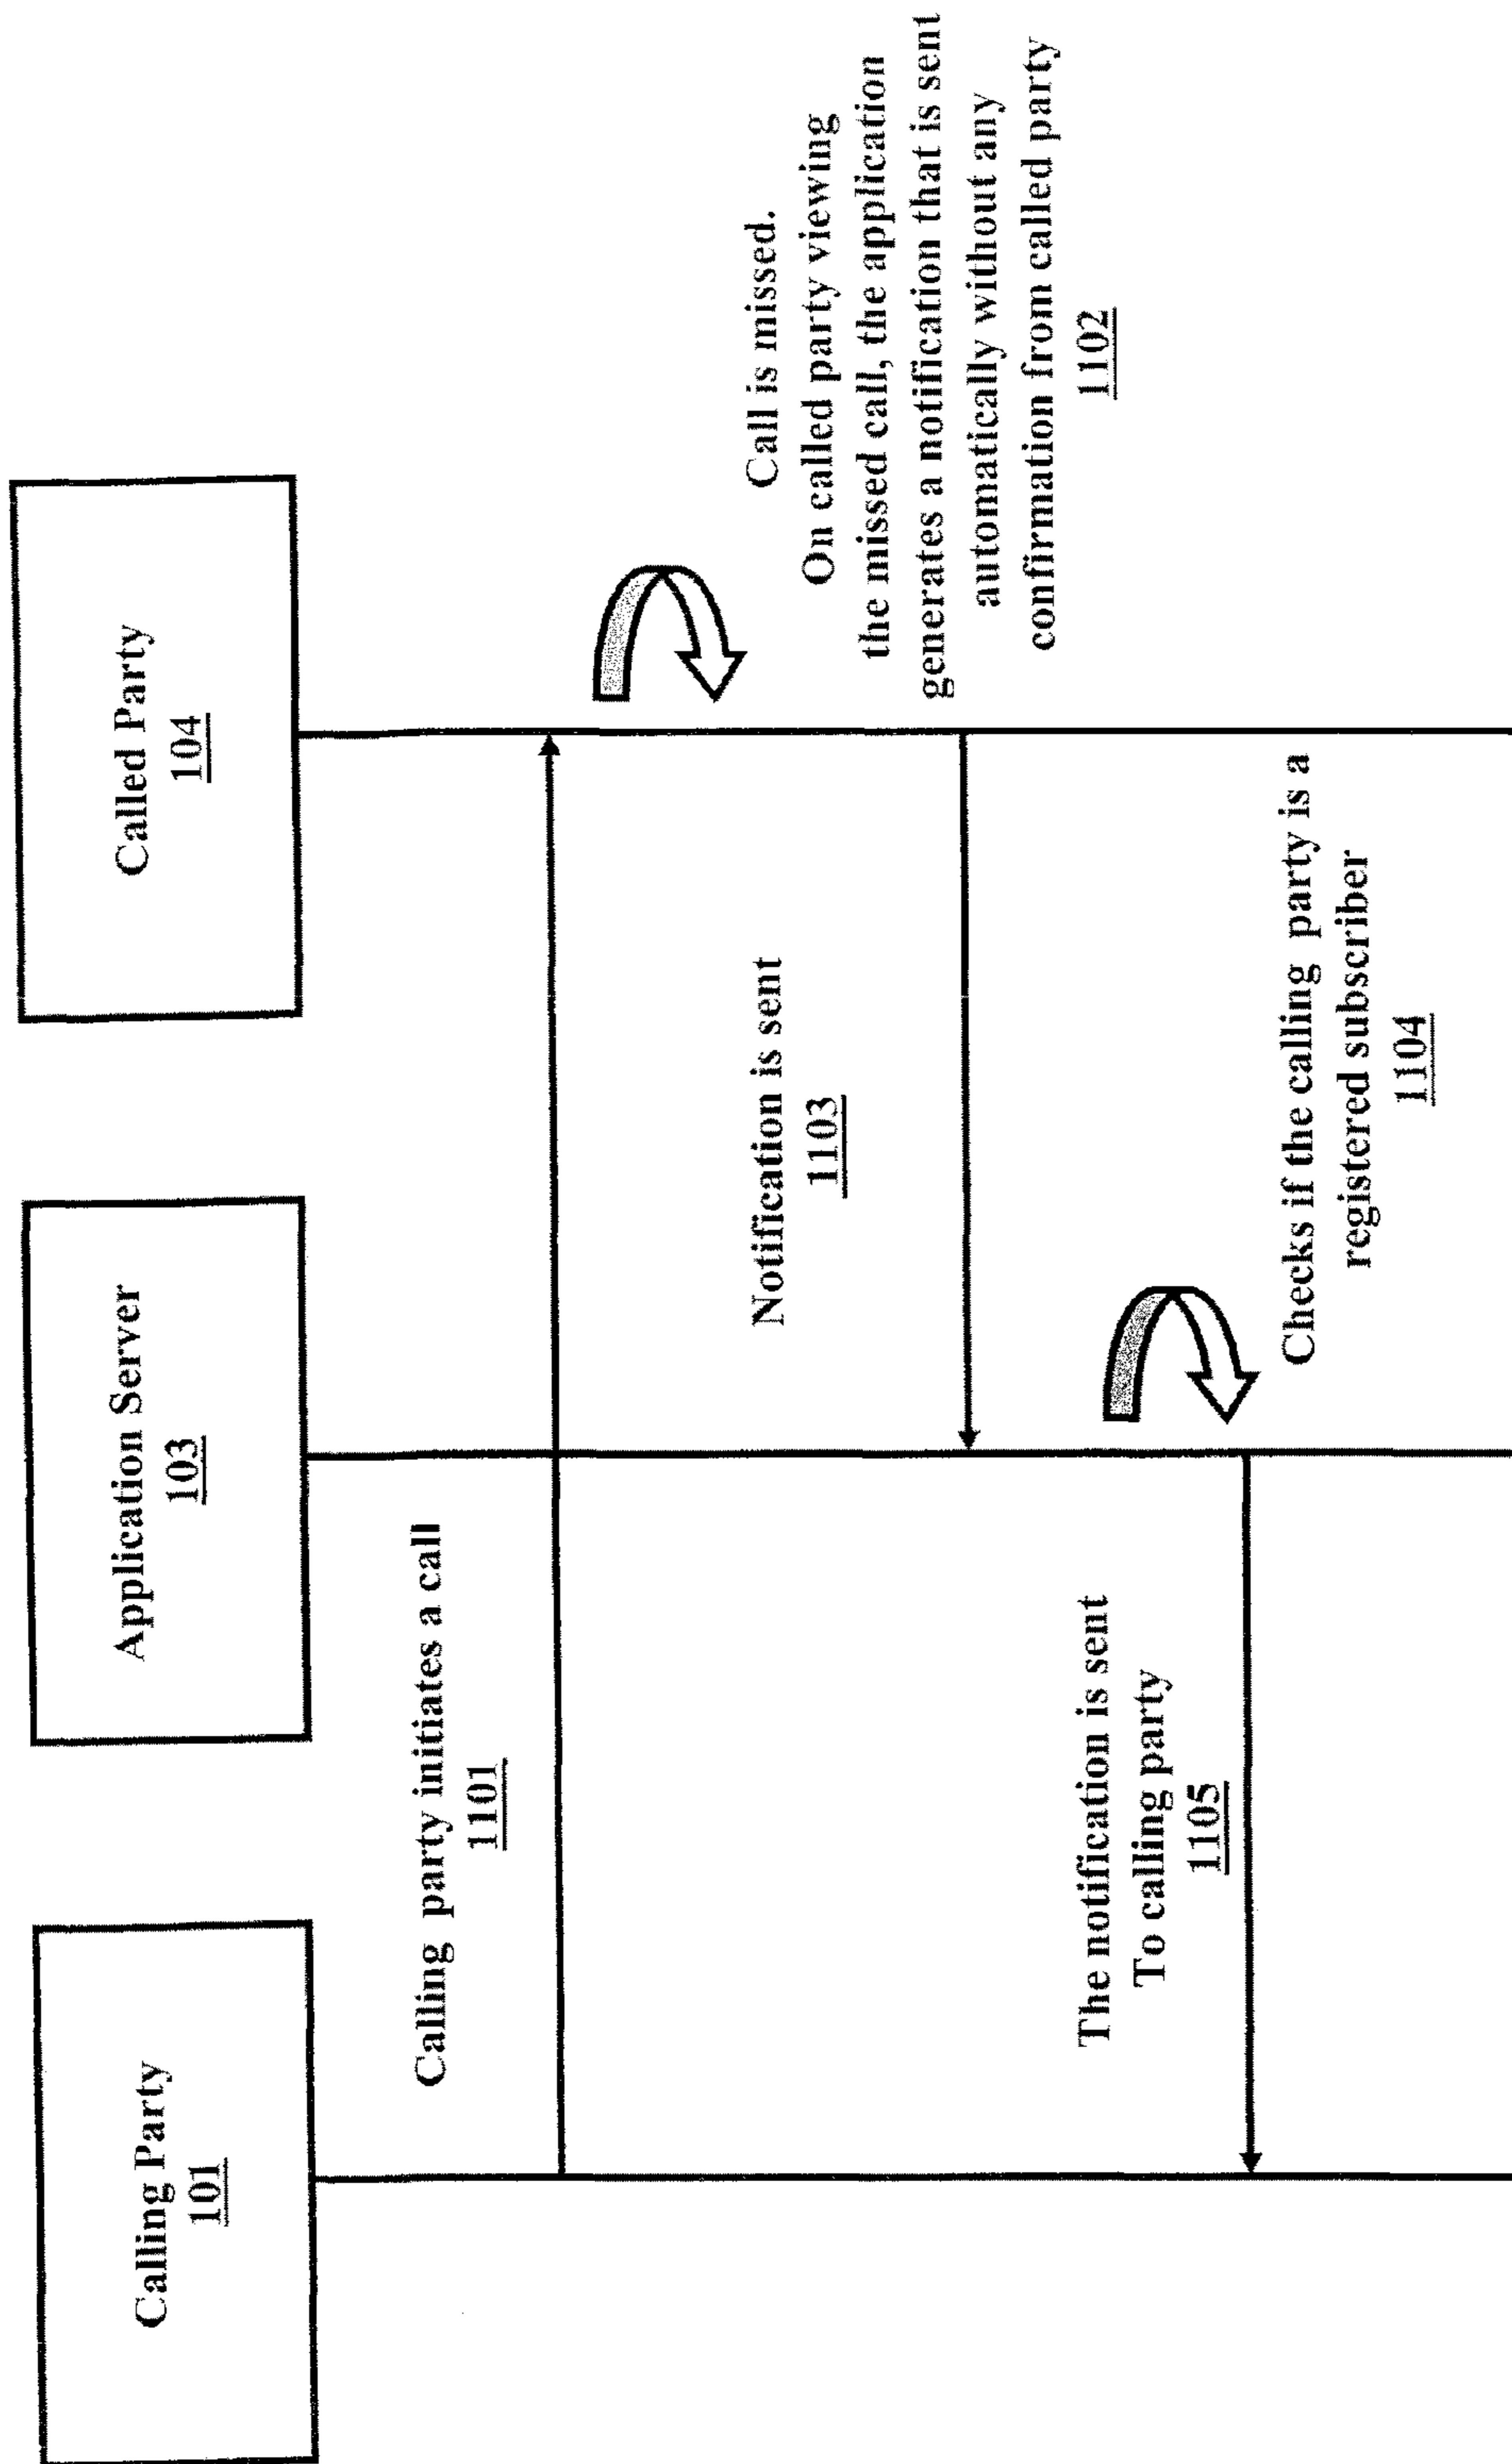 Calling Party
101
Application Server
103
Called Party
104
Calling party initiates a call
1101
Call is missed.
On called party viewing
the missed call, the application
generates a notification that is sent
automatically without any
confirmation from called party
1102
Notification is sent
1103
Checks if the calling party is a
registered subscriber
1104
The notification is sent
To calling party
1105